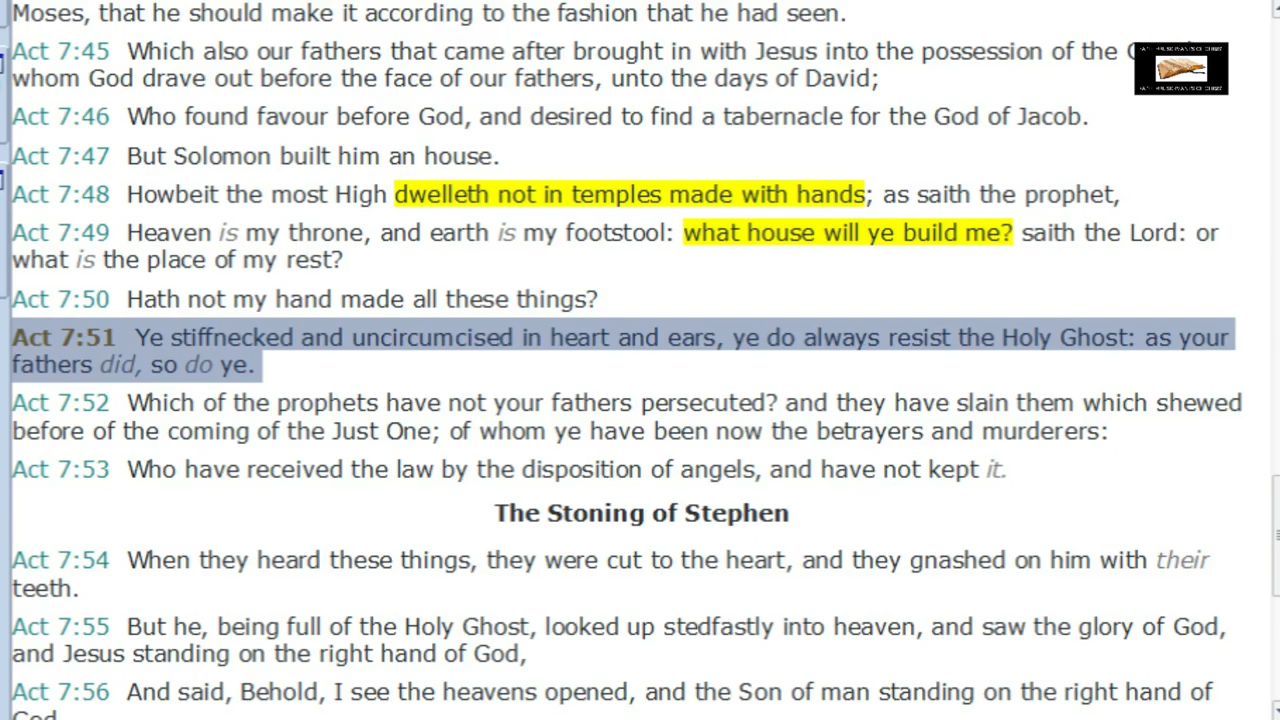 Moses, that he should make it according to the fashion that he had seen.
Act 7:45 Which also our fathers that came after brought in with Jesus into the possession of the
whom God drave out before the face of our fathers, unto the days of David;
Act 7:46 Who found favour before God, and desired to find a tabernacle for the God of Jacob.
Act 7:47 But Solomon built him an house.
Act 7:48 Howbeit the most High dwelleth not in temples made with hands; as saith the prophet,
Act 7:49 Heaven is my throne, and earth is my footstool: what house will ye build me? saith the Lord: or
what is the place of my rest?
Act 7:50 Hath not my hand made all these things?
Act 7:51 Ye stiffnecked and uncircumcised in heart and ears, ye do always resist the Holy Ghost: as your
fathers did, so do ye.
Act 7:52 Which of the prophets have not your fathers persecuted? and they have slain them which shewed
before of the coming of the Just One; of whom ye have been now the betrayers and murderers:
Act 7:53 Who have received the law by the disposition of angels, and have not kept it.
The Stoning of Stephen
Act 7:54 When they heard these things, they were cut to the heart, and they gnashed on him with their
teeth.
Act 7:55 But he, being full of the Holy Ghost, looked up stedfastly into heaven, and saw the glory of God,
and Jesus standing on the right hand of God,
Act 7:56 And said, Behold, I see the heavens opened, and the Son of man standing on the right hand of
God